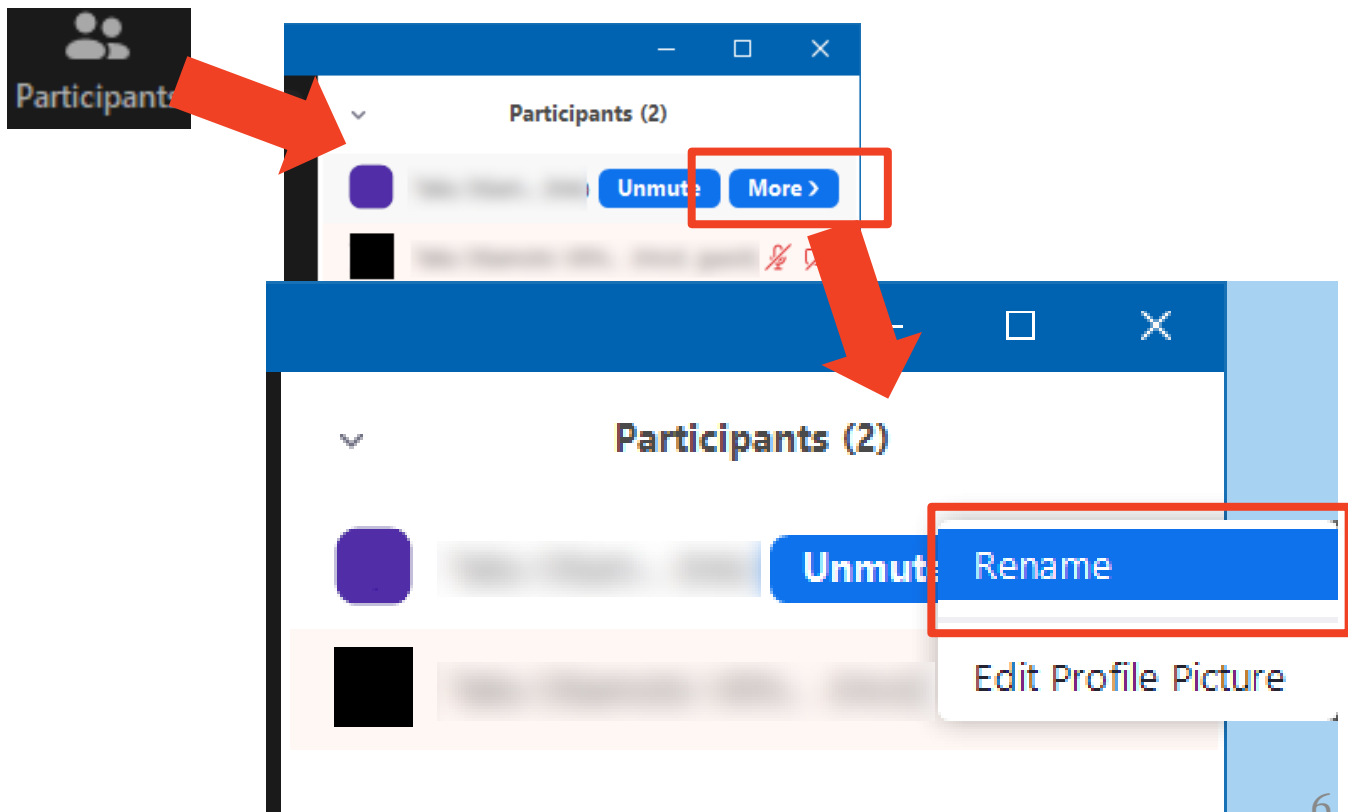 Participants
Participants (2)
Unmute
More >
Participants (2)
Unmute
Rename
Edit Profile Picture
6